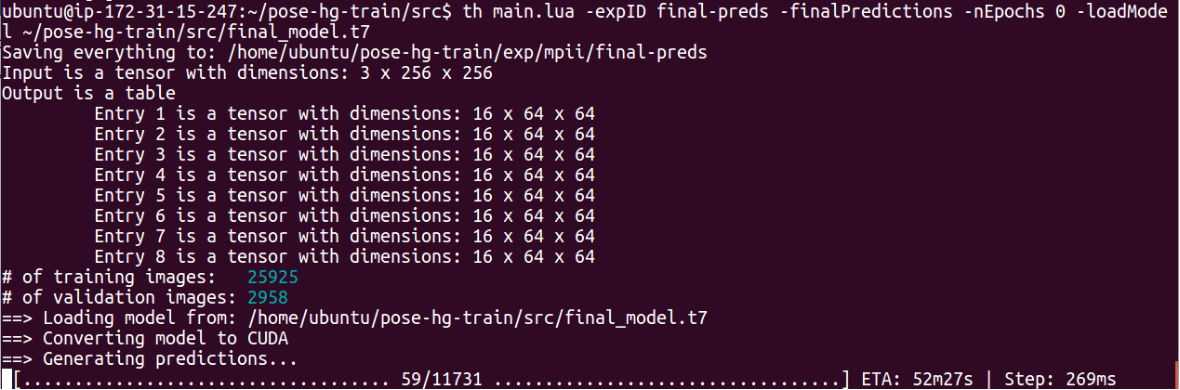 ubuntu@ip-172-31-15-247:~/pose-hg-train/src$ th main.lua -expID final-preds -finalPredictions -nEpochs 0 -loadMode
l ~/pose-hg-train/src/final_model.t7
Saving everything to: /home/ubuntu/pose-hg-train/exp/mpii/final-preds
Input is a tensor with dimensions: 3 x 256 x 256
Output is a table
Entry 1 is a tensor with dimensions: 16 x 64 x 64
Entry 2 is a tensor with dimensions: 16 x 64 x 64
Entry 3 is a tensor with dimensions: 16 x 64 x 64
Entry 4 is a tensor with dimensions: 16 x 64 x 64
Entry 5 is a tensor with dimensions: 16 x 64 x 64
Entry 6 is a tensor with dimensions: 16 x 64 x 64
Entry 7 is a tensor with dimensions: 16 x 64 x 64
Entry 8 is a tensor with dimensions: 16 x 64 x 64
# of training images:   25925
# of validation images: 2958
==> Loading model from: /home/ubuntu/pose-hg-train/src/final_model.t7
==> Converting model to CUDA
==> Generating predictions...
[.................................... 59/11731 ..................................] ETA: 52m27s | Step: 269ms